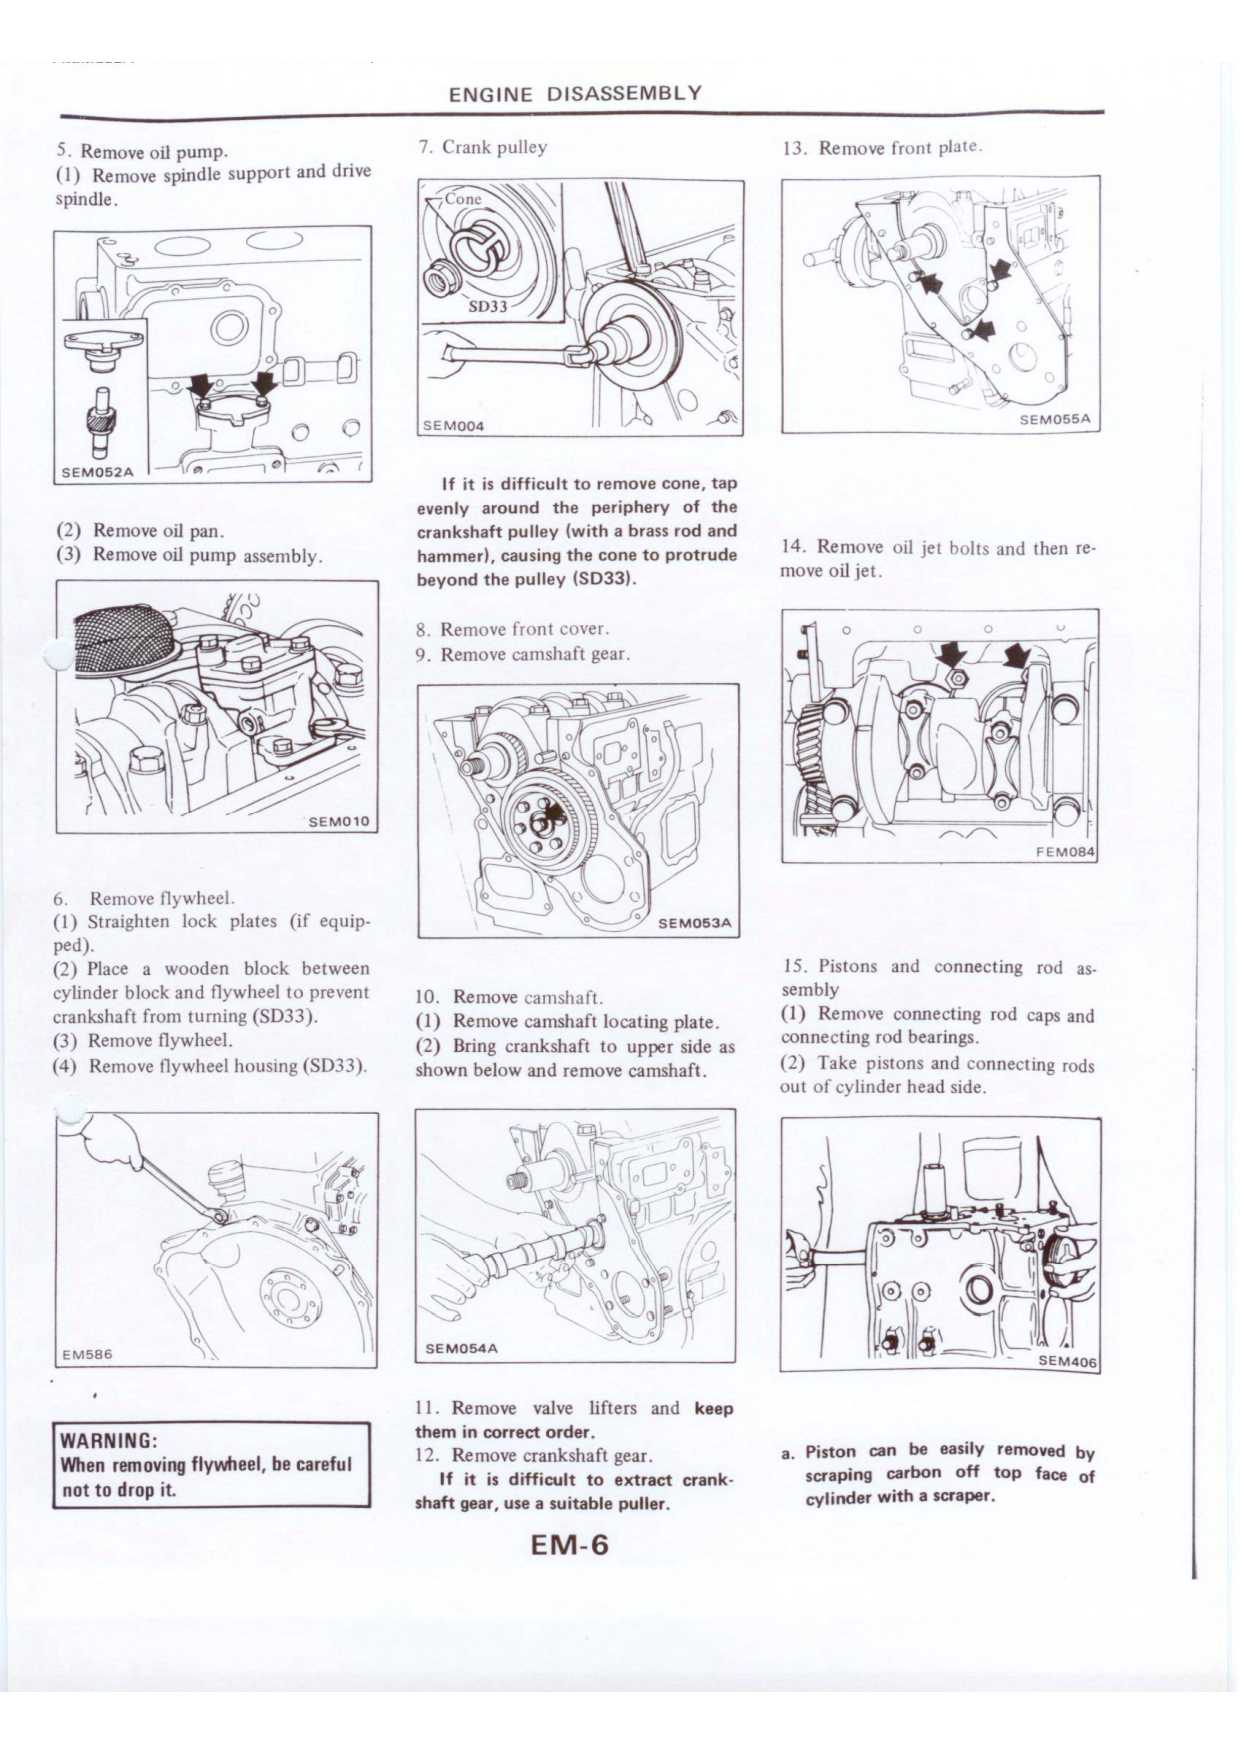 ENGINE DISASSEMBLY
5. Remove oil pump.
(1) Remove spindle support and drive
spindle.
SEM052A
(2) Remove oil pan.
(3) Remove oil pump assembly.
SEM010
6. Remove flywheel.
(1) Straighten lock plates (if equip-
ped).
(2) Place a wooden block between
cylinder block and flywheel to prevent
crankshaft from turning (SD33).
(3) Remove flywheel.
(4) Remove flywheel housing (SD33).
EM586
WARNING:
When removing flywheel, be careful
not to drop it.
7. Crank pulley
Cone
SD33
SEM004
If it is difficult to remove cone, tap
evenly around the periphery of the
crankshaft pulley (with a brass rod and
hammer), causing the cone to protrude
beyond the pulley (SD33).
8. Remove front cover.
9. Remove camshaft gear.
SEM053A
10. Remove camshaft.
(1) Remove camshaft locating plate.
(2) Bring crankshaft to upper side as
shown below and remove camshaft.
SEM054A
11. Remove valve lifters and keep
them in correct order.
12. Remove crankshaft gear.
If it is difficult to extract crank-
shaft gear, use a suitable puller.
13. Remove front plate.
SEM055A
14. Remove oil jet bolts and then re-
move oil jet.
FEM084
15. Pistons and connecting rod as-
sembly
(1) Remove connecting rod caps and
connecting rod bearings.
(2) Take pistons and connecting rods
out of cylinder head side.
SEM406
a. Piston can be easily removed by
scraping carbon off top face of
cylinder with a scraper.
EM-6